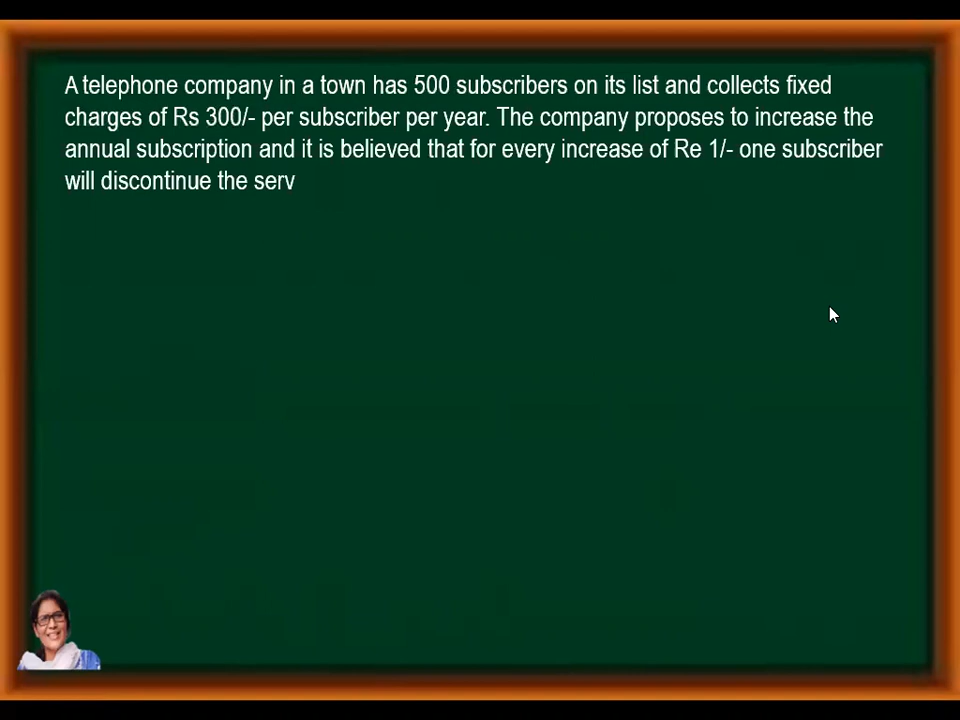 A telephone company in a town has 500 subscribers on its list and collects fixed
charges of Rs 300/- per subscriber per year. The company proposes to increase the
annual subscription and it is believed that for every increase of Re 1/- one subscriber
will discontinue the serv